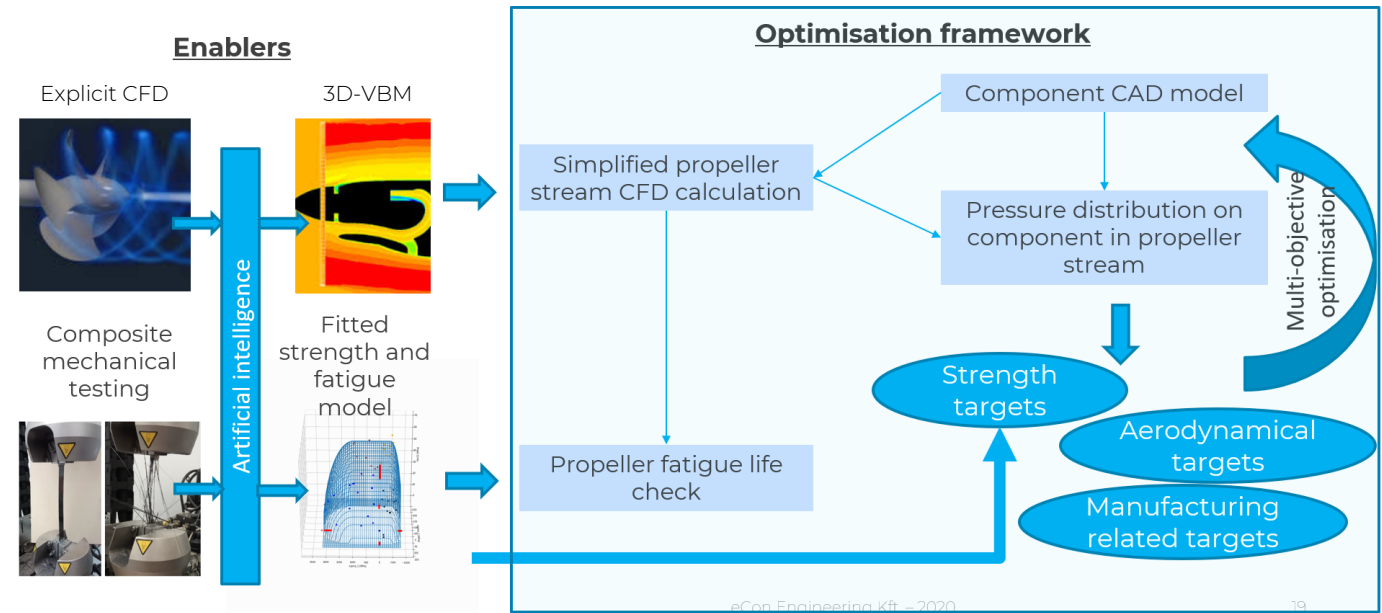 Enablers
Optimisation framework
Explicit CFD
3D-VBM
Component CAD model
Simplified propeller
stream CFD calculation
Pressure distribution on
component in propeller
stream
Multi-objective
optimisation
Artificial intelligence
Composite
mechanical
testing
Fitted
strength and
fatigue
model
Strength
targets
Aerodynamical
targets
Manufacturing
related targets
Propeller fatigue life
check
eCon Engineering Kft. – 2020
19